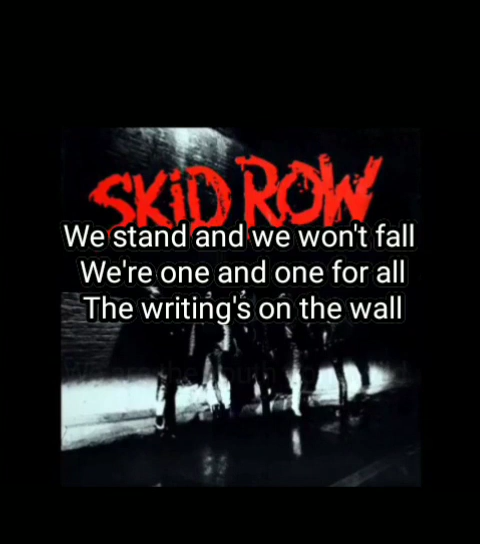 SKID ROW
We stand and we won't fall
We're one and one for all
The writing's on the wall